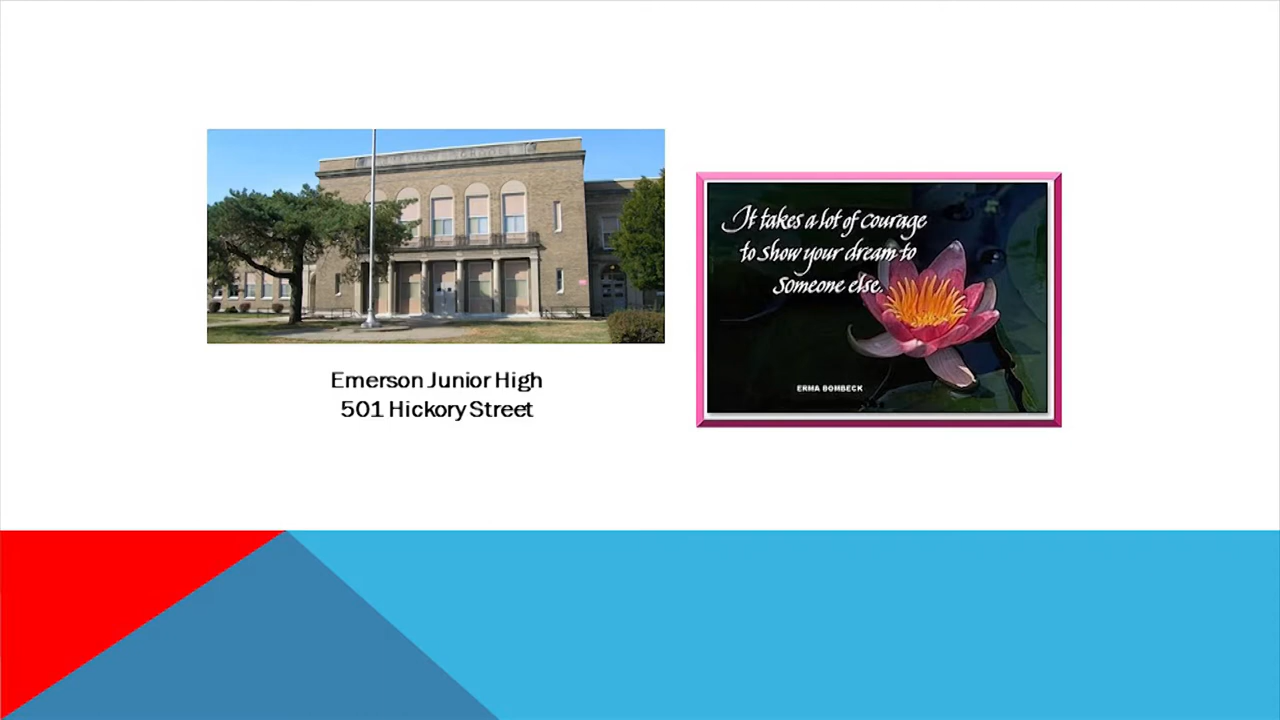 Emerson Junior High
501 Hickory Street
It takes a lot of courage
to show your dream to
someone else.
ERMA BOMBECK